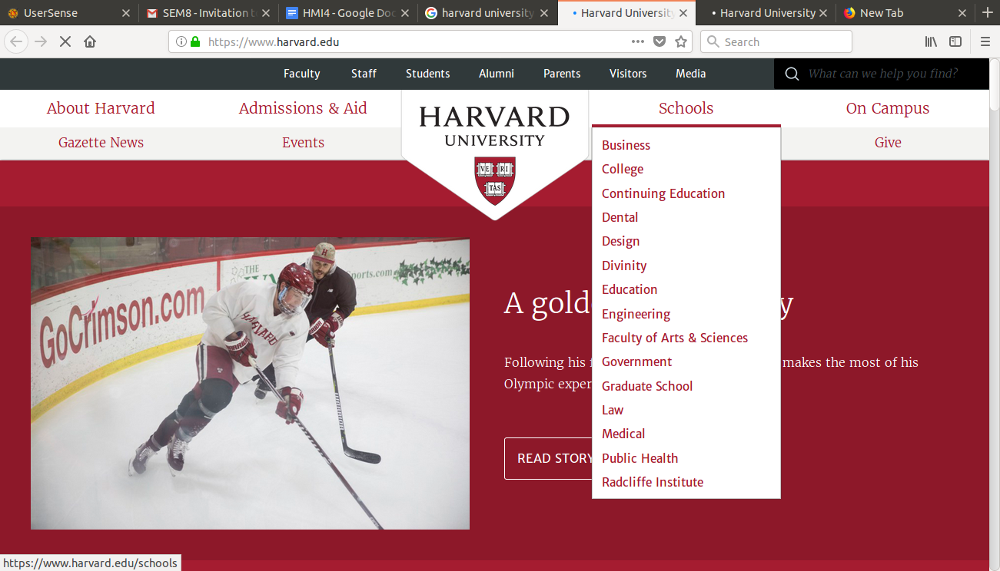 UserSense
SEM8 - Invitation t
HMI4 - Google Doc
harvard university
Harvard University
Harvard University
New Tab
https://www.harvard.edu
Search
Faculty
Staff
Students
Alumni
Parents
Visitors
Media
What can we help you find?
About Harvard
Admissions & Aid
HARVARD
UNIVERSITY
VE RI
TAS
Schools
On Campus
Gazette News
Events
Give
Business
College
Continuing Education
Dental
Design
Divinity
Education
Engineering
Faculty of Arts & Sciences
Government
Graduate School
Law
Medical
Public Health
Radcliffe Institute
GoCrimson.com
THE
Sports.com
H
HARVARD
A gold
y
Following his f
makes the most of his
Olympic exper
READ STORY
https://www.harvard.edu/schools